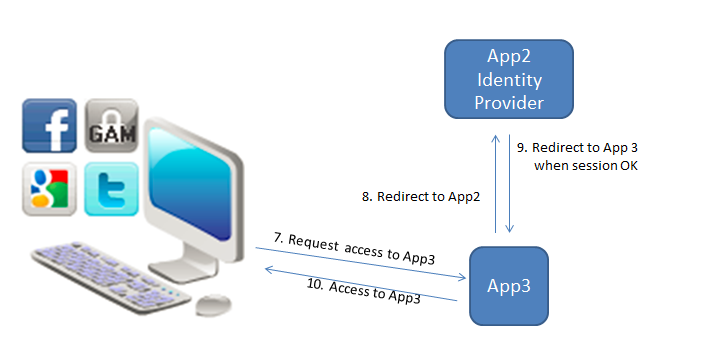 App2
Identity
Provider
9. Redirect to App 3
when session OK
8. Redirect to App2
GAM
7. Request access to App3
10. Access to App3
App3